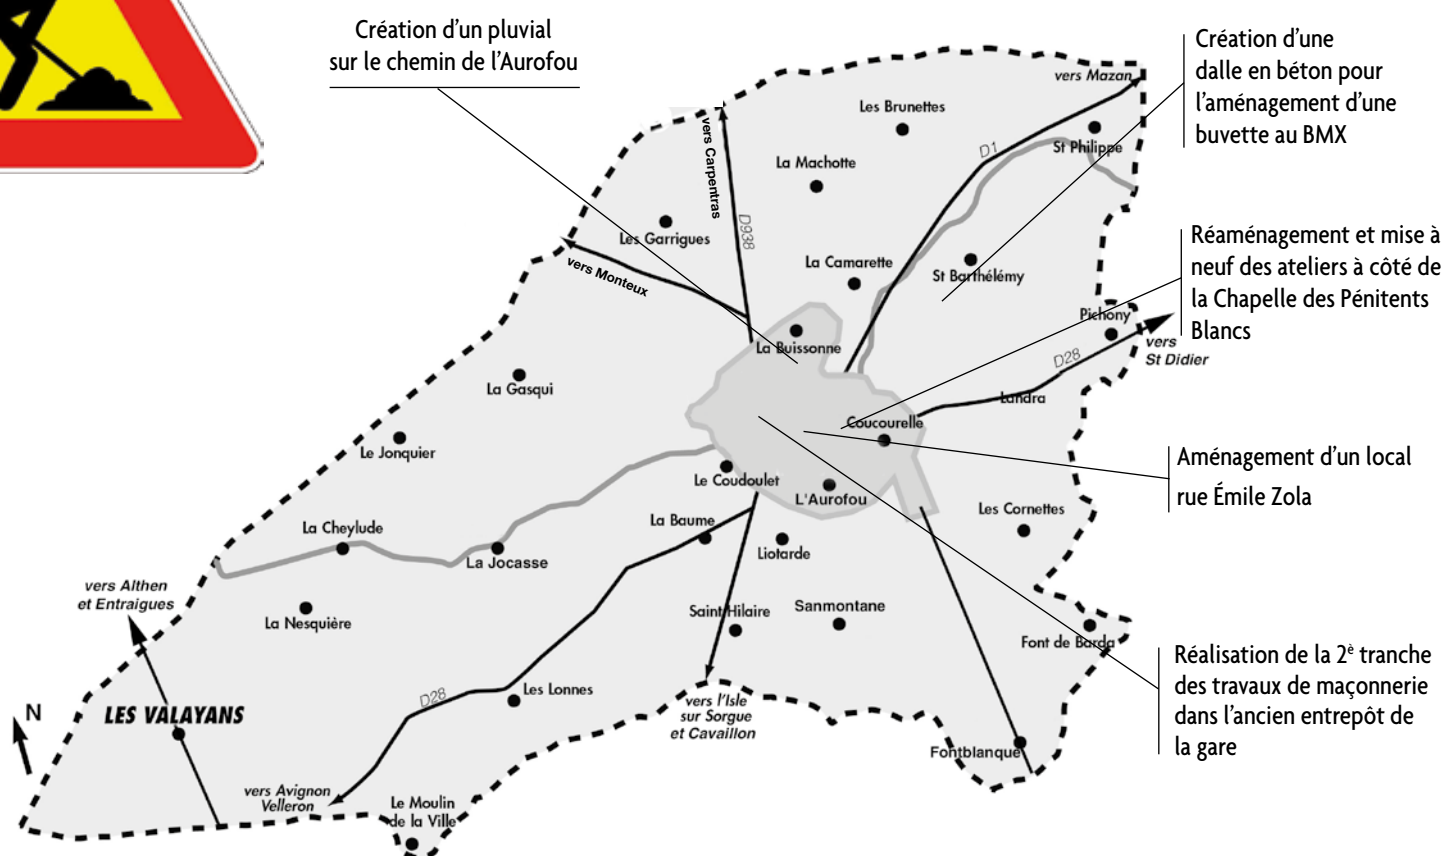 Création d'un pluvial
sur le chemin de l'Aurofou
Création d'une
dalle en béton pour
l'aménagement d'une
buvette au BMX
Réaménagement et mise à
neuf des ateliers à côté de
la Chapelle des Pénitents
Blancs
Aménagement d'un local
rue Émile Zola
Réalisation de la 2è tranche
des travaux de maçonnerie
dans l'ancien entrepôt de
la gare
vers Mazan
Les Brunettes
D1
St Philippe
vers Carpentras
La Machotte
D938
Les Garrigues
La Camarette
St Barthélémy
vers Monteux
Pichony
vers
St Didier
La Buissonne
D28
La Gasqui
Landra
Coucourelle
Le Jonquier
Le Coudoulet
L'Aurofou
La Cheylude
La Baume
Les Cornettes
La Jocasse
Liotarde
vers Althen
et Entraigues
La Nesquière
Saint Hilaire
Sanmontane
Font de Barda
N
LES VALAYANS
D28
Les Lonnes
vers l'Isle
sur Sorgue
et Cavaillon
Fontblanque
vers Avignon
Velleron
Le Moulin
de la Ville